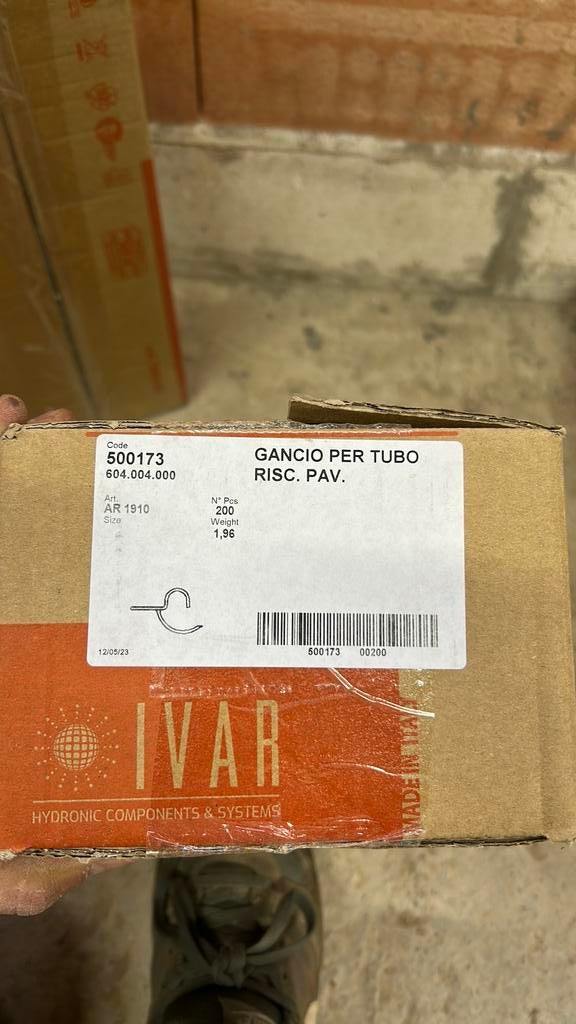 Code
500173
604.004.000
GANCIO PER TUBO
RISC. PAV.
Art.
AR 1910
Size
N° Pcs
200
Weight
1,96
12/05/23
500173 00200
IVAR
HYDRONIC COMPONENTS & SYSTEMS
MADE IN ITALY